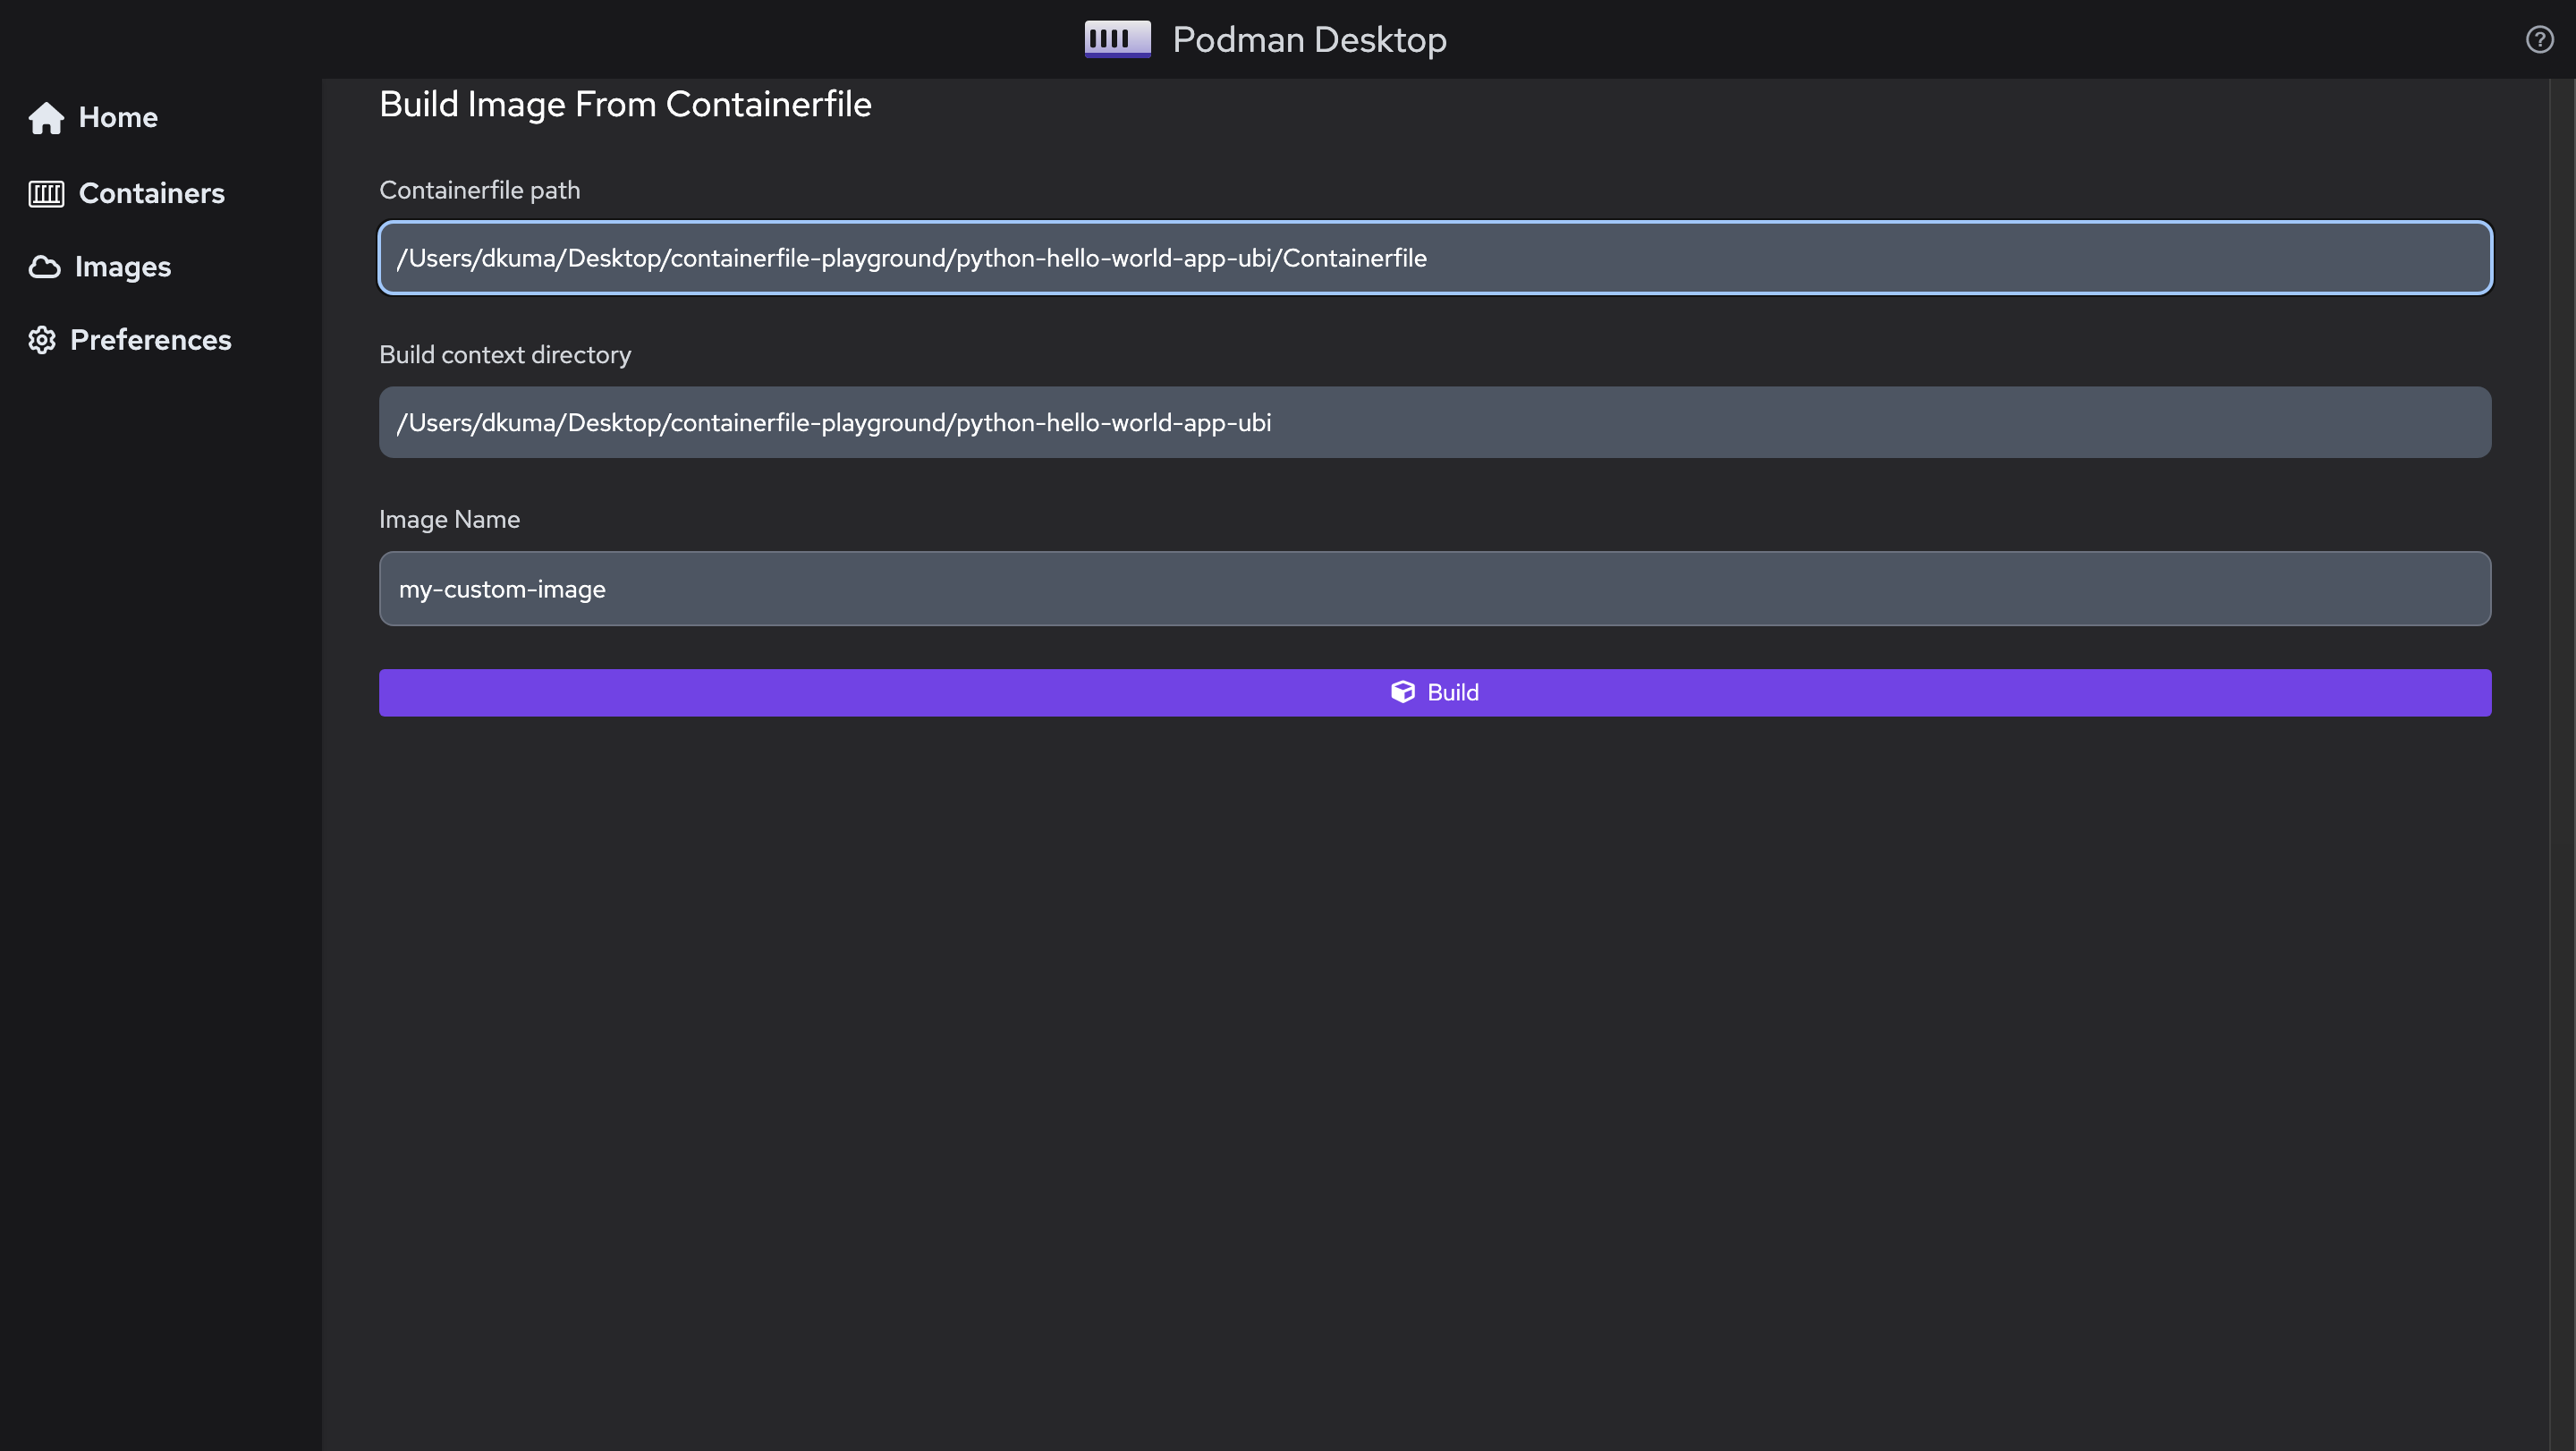 Podman Desktop
Home
Containers
Images
Preferences
Build Image From Containerfile
Containerfile path
/Users/dkuma/Desktop/containerfile-playground/python-hello-world-app-ubi/Containerfile
Build context directory
/Users/dkuma/Desktop/containerfile-playground/python-hello-world-app-ubi
Image Name
my-custom-image
Build